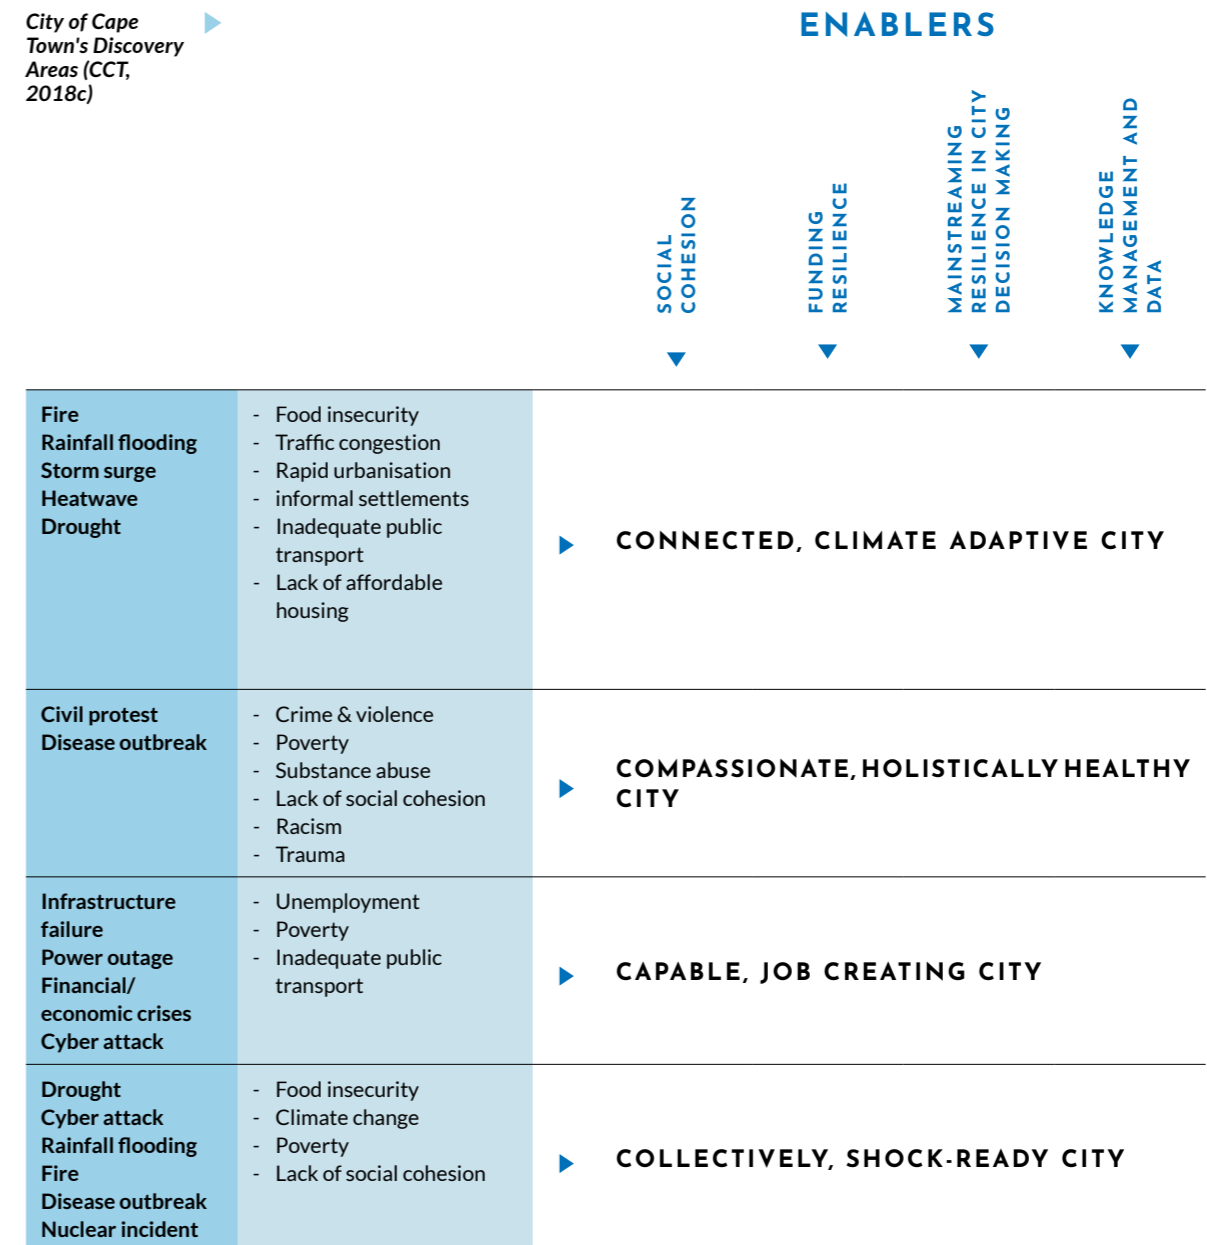 City of Cape
Town's Discovery
Areas (CCT,
2018c)
ENABLERS
SOCIAL
COHESION
FUNDING
RESILIENCE
MAINSTREAMING
RESILIENCE IN CITY
DECISION MAKING
KNOWLEDGE
MANAGEMENT AND
DATA
Fire
Rainfall flooding
Storm surge
Heatwave
Drought
- Food insecurity
- Traffic congestion
- Rapid urbanisation
- informal settlements
- Inadequate public
transport
- Lack of affordable
housing
CONNECTED, CLIMATE ADAPTIVE CITY
Civil protest
Disease outbreak
- Crime & violence
- Poverty
- Substance abuse
- Lack of social cohesion
- Racism
- Trauma
COMPASSIONATE, HOLISTICALLY HEALTHY
CITY
Infrastructure
failure
Power outage
Financial/
economic crises
Cyber attack
- Unemployment
- Poverty
- Inadequate public
transport
CAPABLE, JOB CREATING CITY
Drought
Cyber attack
Rainfall flooding
Fire
Disease outbreak
Nuclear incident
- Food insecurity
- Climate change
- Poverty
- Lack of social cohesion
COLLECTIVELY, SHOCK-READY CITY